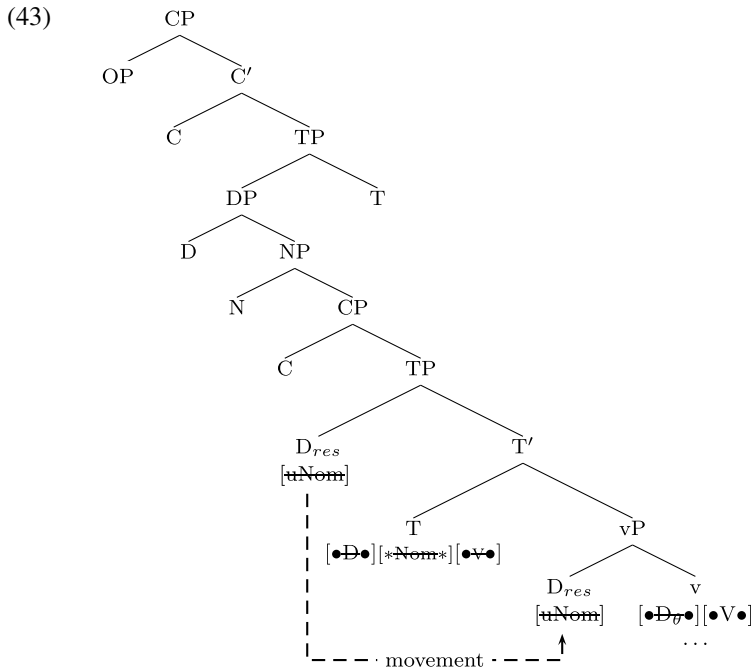 (43) CP
OP C′
C TP
DP T
D NP
N CP
C TP
D_res T′
[uNom]
T vP
[●D●][∗Nom∗][●v●]
D_res v
[uNom] [●D_θ●][●V●]
...
movement